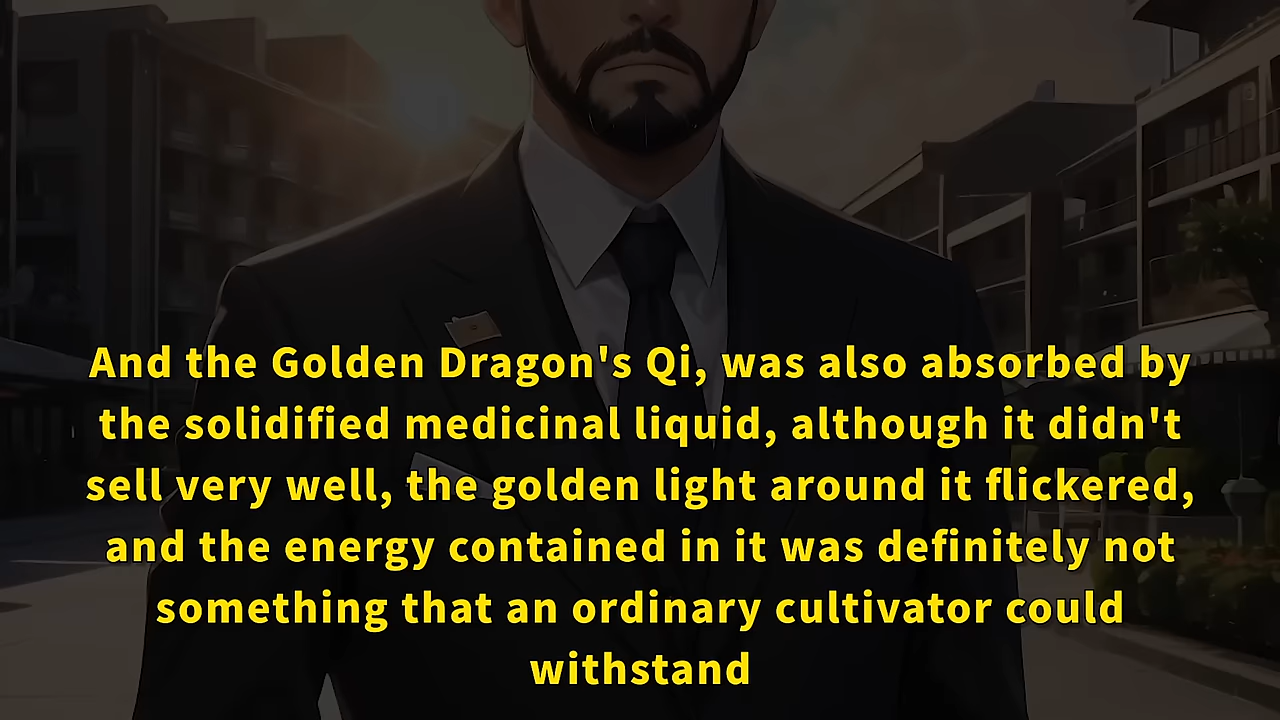 And the Golden Dragon's Qi, was also absorbed by
the solidified medicinal liquid, although it didn't
sell very well, the golden light around it flickered,
and the energy contained in it was definitely not
something that an ordinary cultivator could
withstand